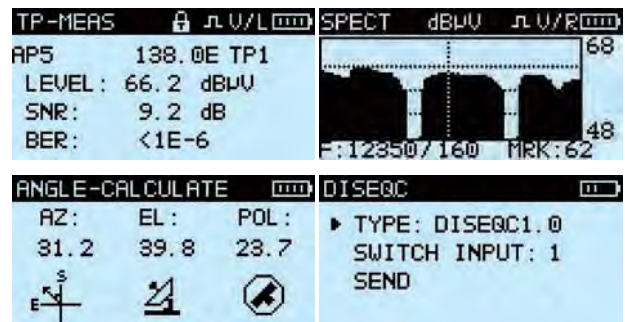 TP-MEAS V/L
AP5 138.0E TP1
LEVEL: 66.2 dBµV
SNR: 9.2 dB
BER: <1E-6
SPECT dBµV V/R
68
48
F:12350/160 MRK:62
ANGLE-CALCULATE
AZ: EL: POL:
31.2 39.8 23.7
S
E
DISEQC
TYPE: DISEQC1.0
SWITCH INPUT: 1
SEND